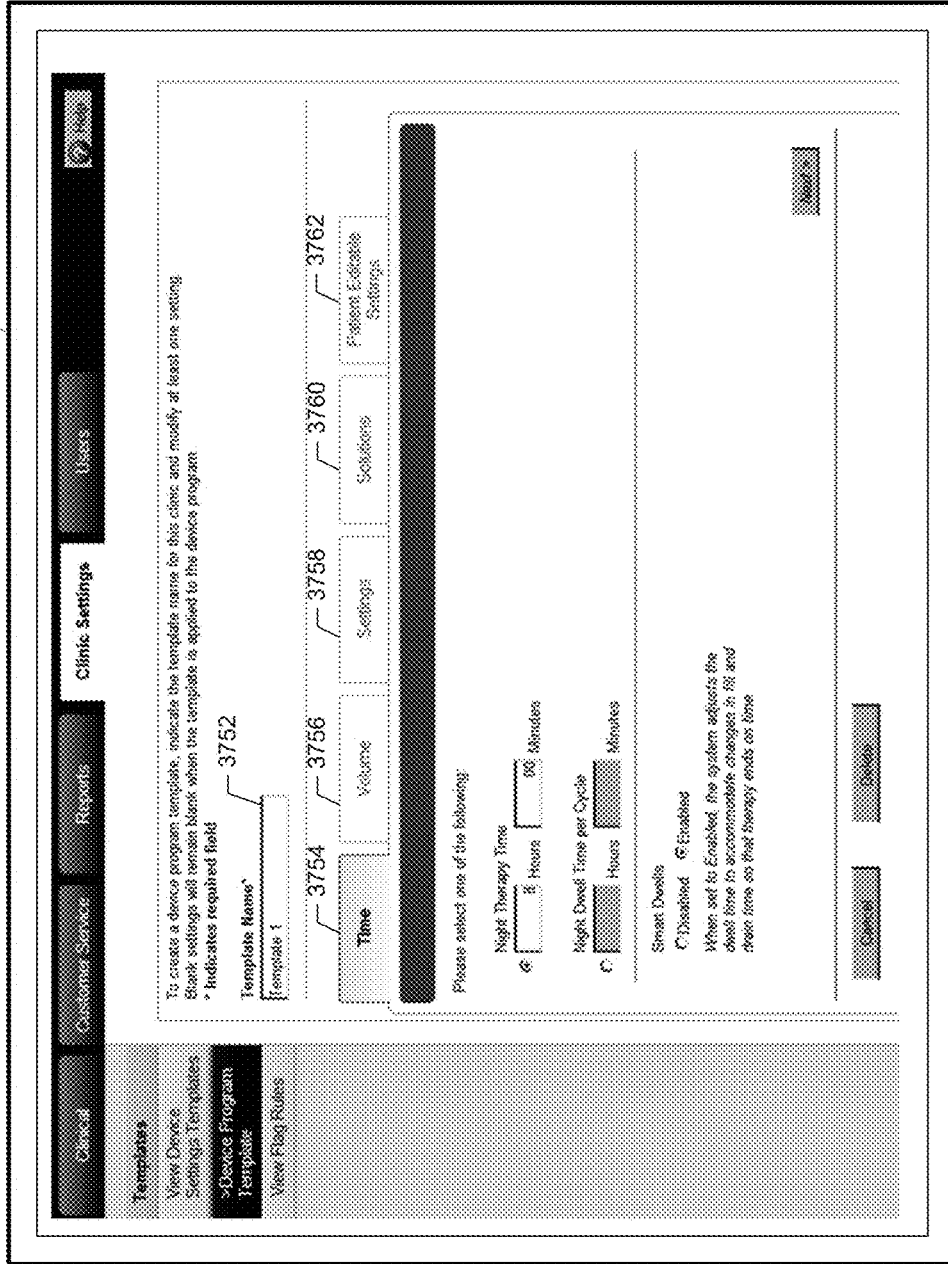 Clinical
Customer Service
Reports
Clinic Settings
Users
Templates
View Device
Settings Templates
>Device Program
Template
View Flag Rules
To create a device program template, indicate the template name for this clinic and modify at least one setting.
Blank settings will remain blank when the template is applied to the device program.
* Indicates required field
Template Name*
3752
Template 1
3754
3756
3758
3760
3762
Time
Volume
Settings
Solutions
Patient Editable
Settings
Please select one of the following:
Night Therapy Time
8 Hours 00 Minutes
Night Dwell Time per Cycle
Hours Minutes
Smart Dwells
Disabled Enabled
When set to Enabled, the system adjusts the
dwell time to accommodate changes in fill and
drain time so that therapy ends on time.
Next »
Cancel